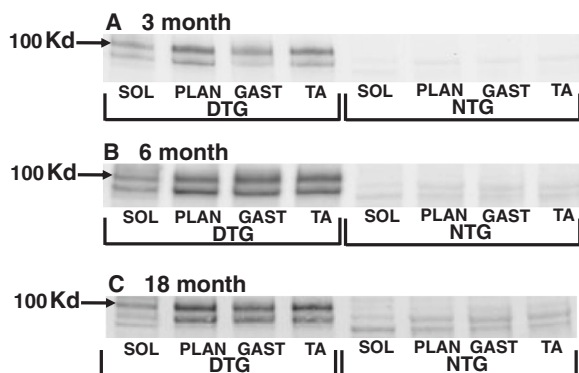 A 3 month
100 Kd
SOL PLAN GAST TA SOL PLAN GAST TA
DTG NTG
B 6 month
100 Kd
SOL PLAN GAST TA SOL PLAN GAST TA
DTG NTG
C 18 month
100 Kd
SOL PLAN GAST TA SOL PLAN GAST TA
DTG NTG